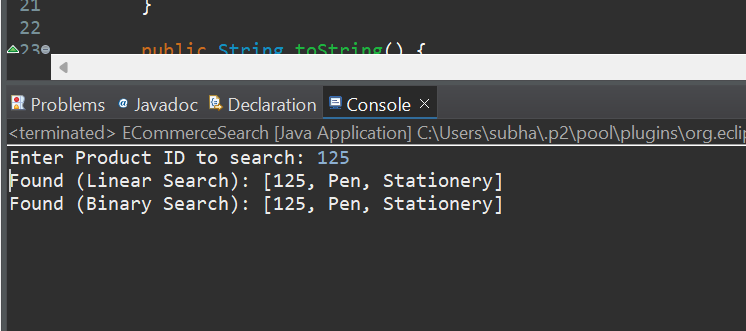 21 }
22
23 public String toString() {
Problems @ Javadoc Declaration Console ×
<terminated> ECommerceSearch [Java Application] C:\Users\subha\.p2\pool\plugins\org.eclip
Enter Product ID to search: 125
Found (Linear Search): [125, Pen, Stationery]
Found (Binary Search): [125, Pen, Stationery]